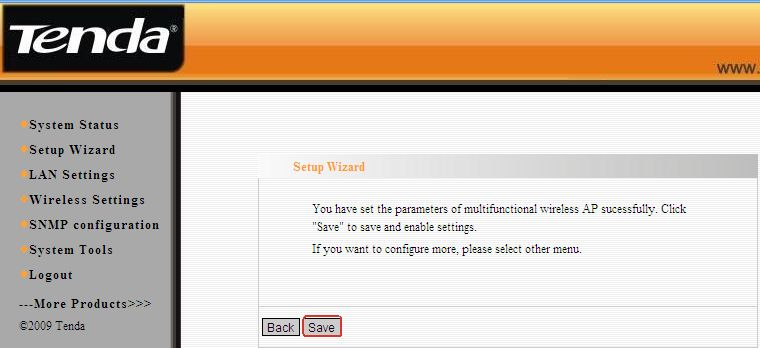 Tenda®
www.
System Status
Setup Wizard
LAN Settings
Wireless Settings
SNMP configuration
System Tools
Logout
---More Products>>>
©2009 Tenda
Setup Wizard
You have set the parameters of multifunctional wireless AP sucessfully. Click
"Save" to save and enable settings.
If you want to configure more, please select other menu.
Back Save